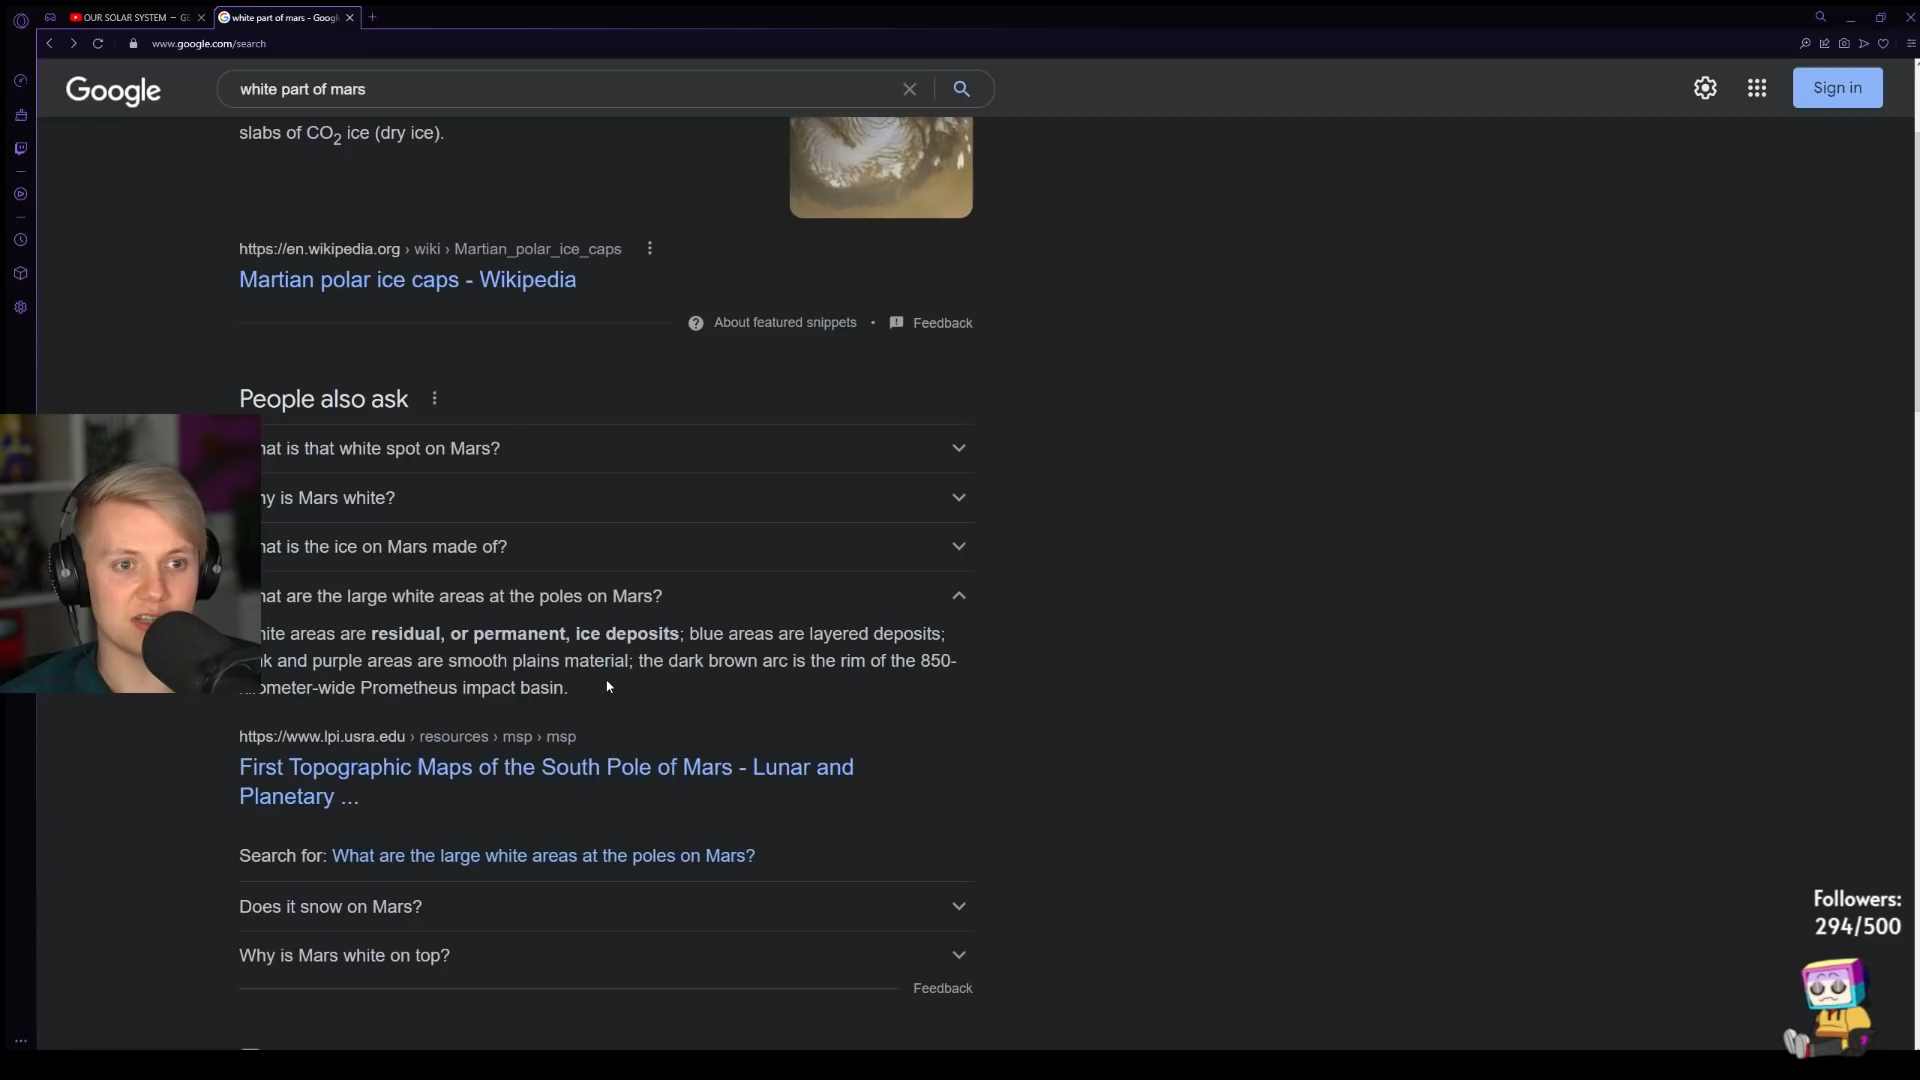 OUR SOLAR SYSTEM – GE
white part of mars - Goog
www.google.com/search
Google
white part of mars
Sign in
slabs of CO2 ice (dry ice).
https://en.wikipedia.org › wiki › Martian_polar_ice_caps
Martian polar ice caps - Wikipedia
About featured snippets • Feedback
People also ask
hat is that white spot on Mars?
hy is Mars white?
hat is the ice on Mars made of?
hat are the large white areas at the poles on Mars?
hite areas are residual, or permanent, ice deposits; blue areas are layered deposits;
nk and purple areas are smooth plains material; the dark brown arc is the rim of the 850-
ometer-wide Prometheus impact basin.
https://www.lpi.usra.edu › resources › msp › msp
First Topographic Maps of the South Pole of Mars - Lunar and
Planetary ...
Search for: What are the large white areas at the poles on Mars?
Does it snow on Mars?
Why is Mars white on top?
Feedback
Followers:
294/500